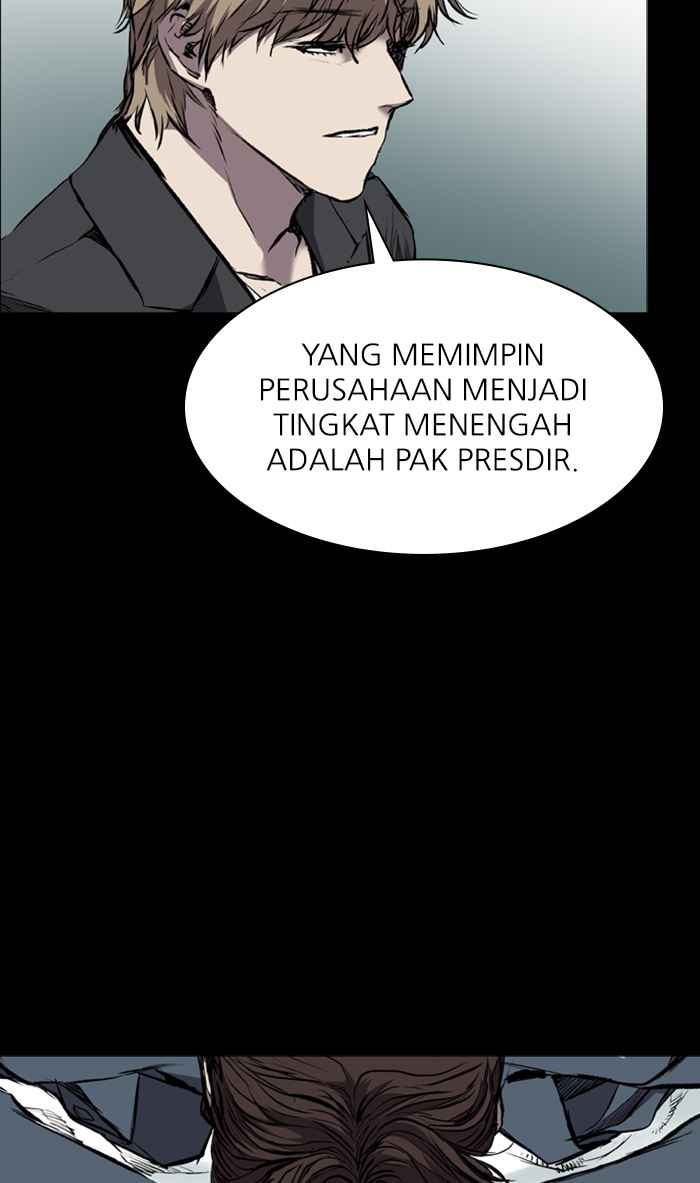 YANG MEMIMPIN
PERUSAHAAN MENJADI
TINGKAT MENENGAH
ADALAH PAK PRESDIR.